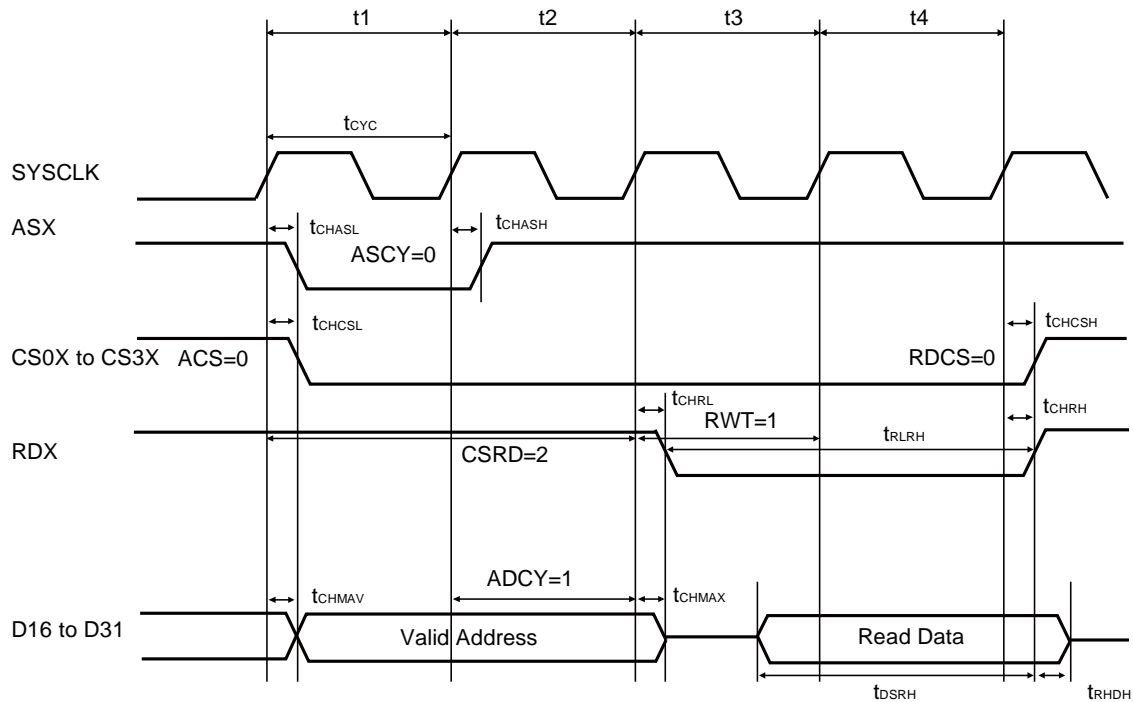 t1 t2 t3 t4
tCYC
SYSCLK
ASX
tCHASL
tCHASH
ASCY=0
tCHCSL
tCHCSH
CS0X to CS3X
ACS=0
RDCS=0
tCHRL
tCHRH
RWT=1
tRLRH
RDX
CSRD=2
ADCY=1
tCHMAV
tCHMAX
D16 to D31
Valid Address
Read Data
tDSRH
tRHDH